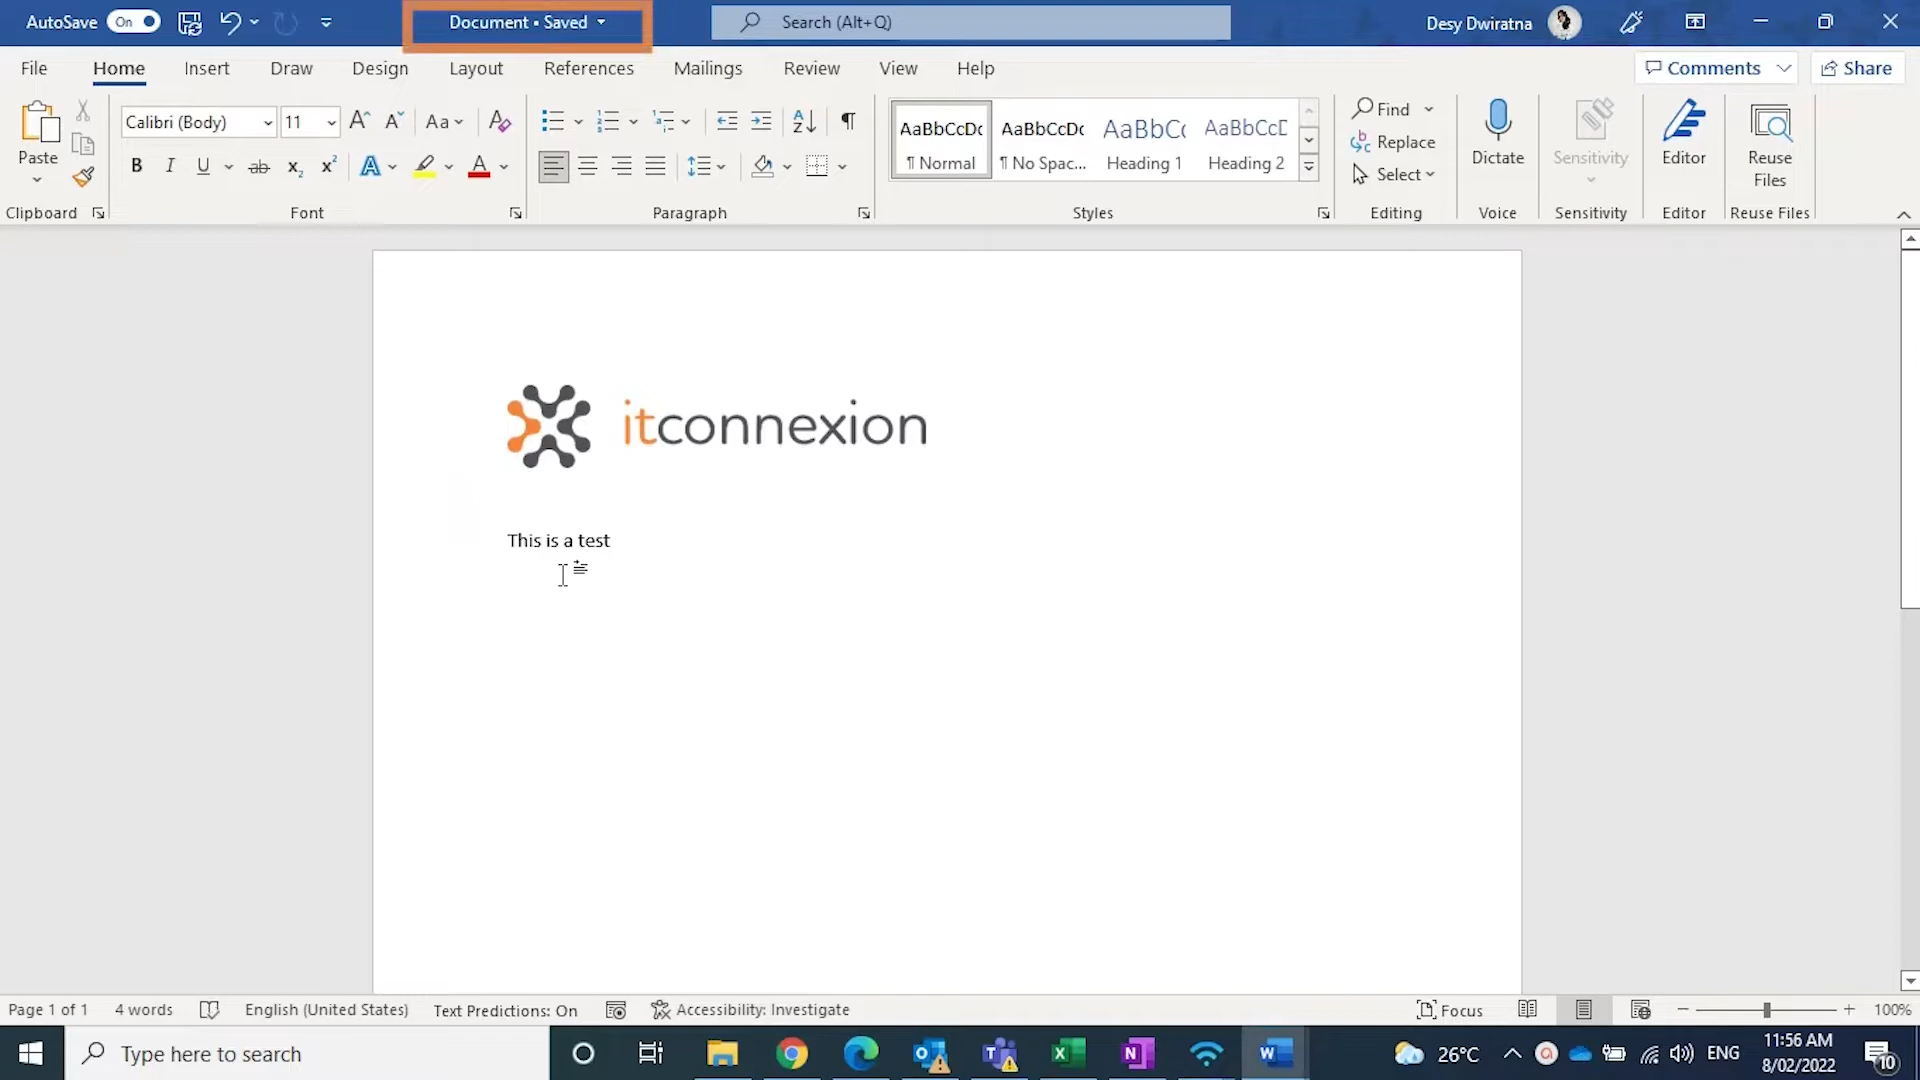 AutoSave On Document • Saved Search (Alt+Q) Desy Dwiratna
File Home Insert Draw Design Layout References Mailings Review View Help Comments Share
Paste
Calibri (Body) 11 Aa
AaBbCcDc AaBbCcDc AaBbCc AaBbCcD
¶ Normal ¶ No Spac... Heading 1 Heading 2
Find
Replace
Select
Dictate
Sensitivity
Editor
Reuse
Files
Clipboard Font Paragraph Styles Editing Voice Sensitivity Editor Reuse Files
itconnexion
This is a test
Page 1 of 1 4 words English (United States) Text Predictions: On Accessibility: Investigate Focus 100%
Type here to search 26°C ENG 11:56 AM
8/02/2022 10